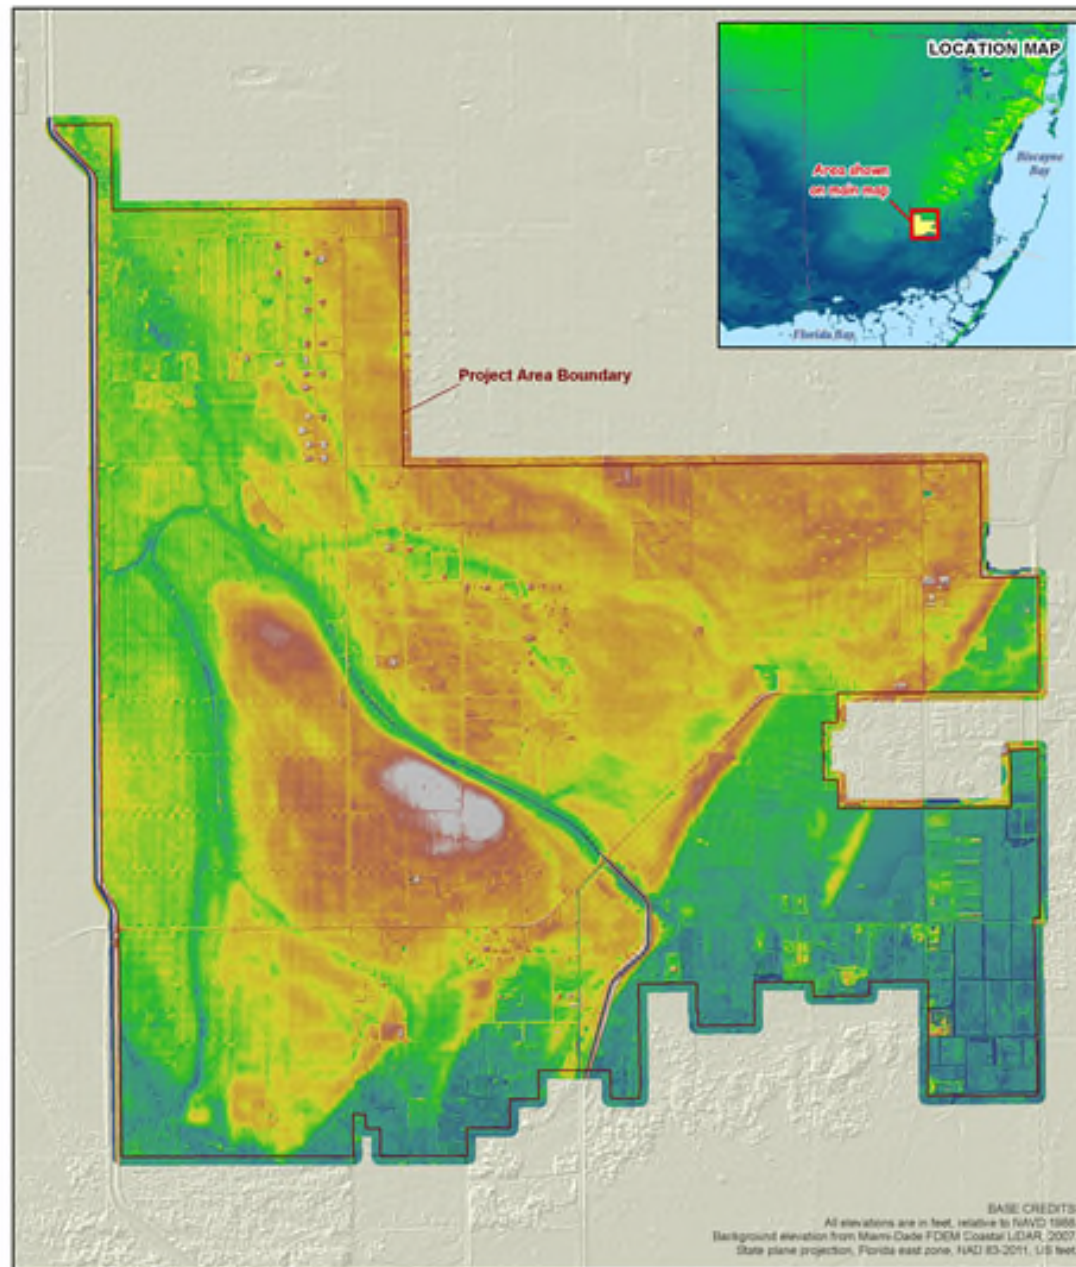 LOCATION MAP
Biscayne
Bay
Area shown
on main map
Florida Bay
Project Area Boundary
BASE CREDITS
All elevations are in feet, relative to NAVD 1988
Background elevation from Miami-Dade FDEM Coastal LiDAR, 2007
State plane projection, Florida east zone, NAD 83-2011, US feet